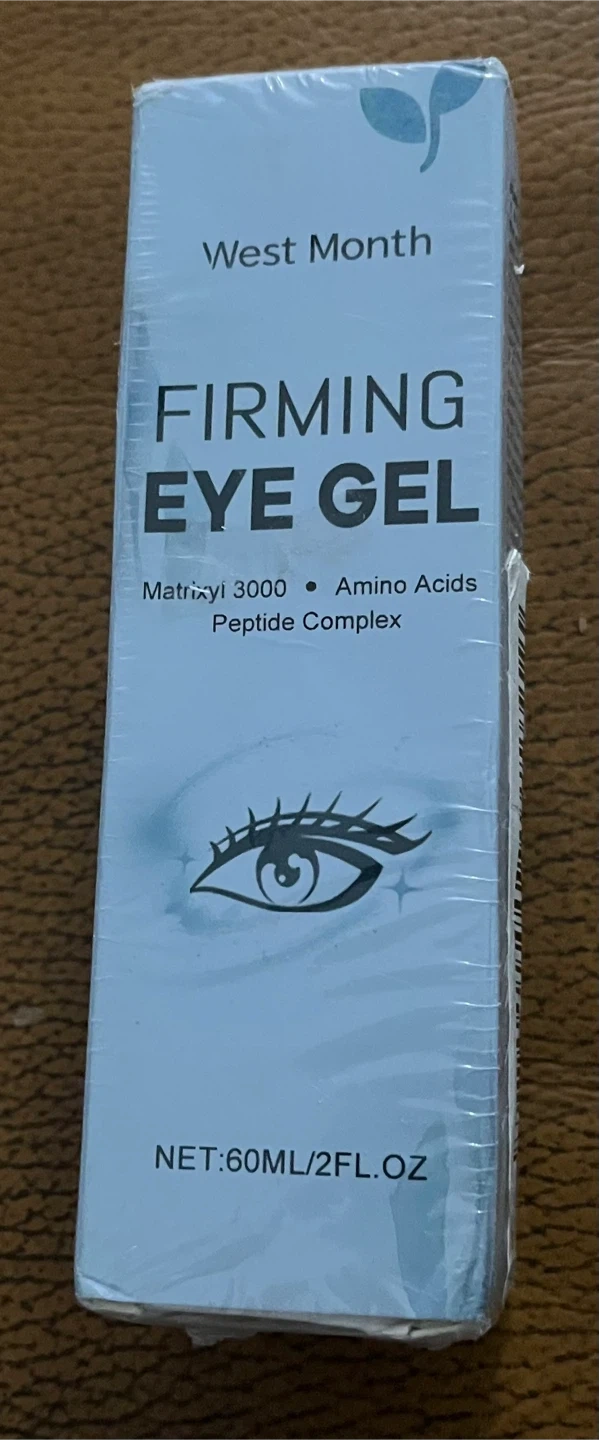 West Month
FIRMING
EYE GEL
Matrixyl 3000 • Amino Acids
Peptide Complex
NET:60ML/2FL.OZ